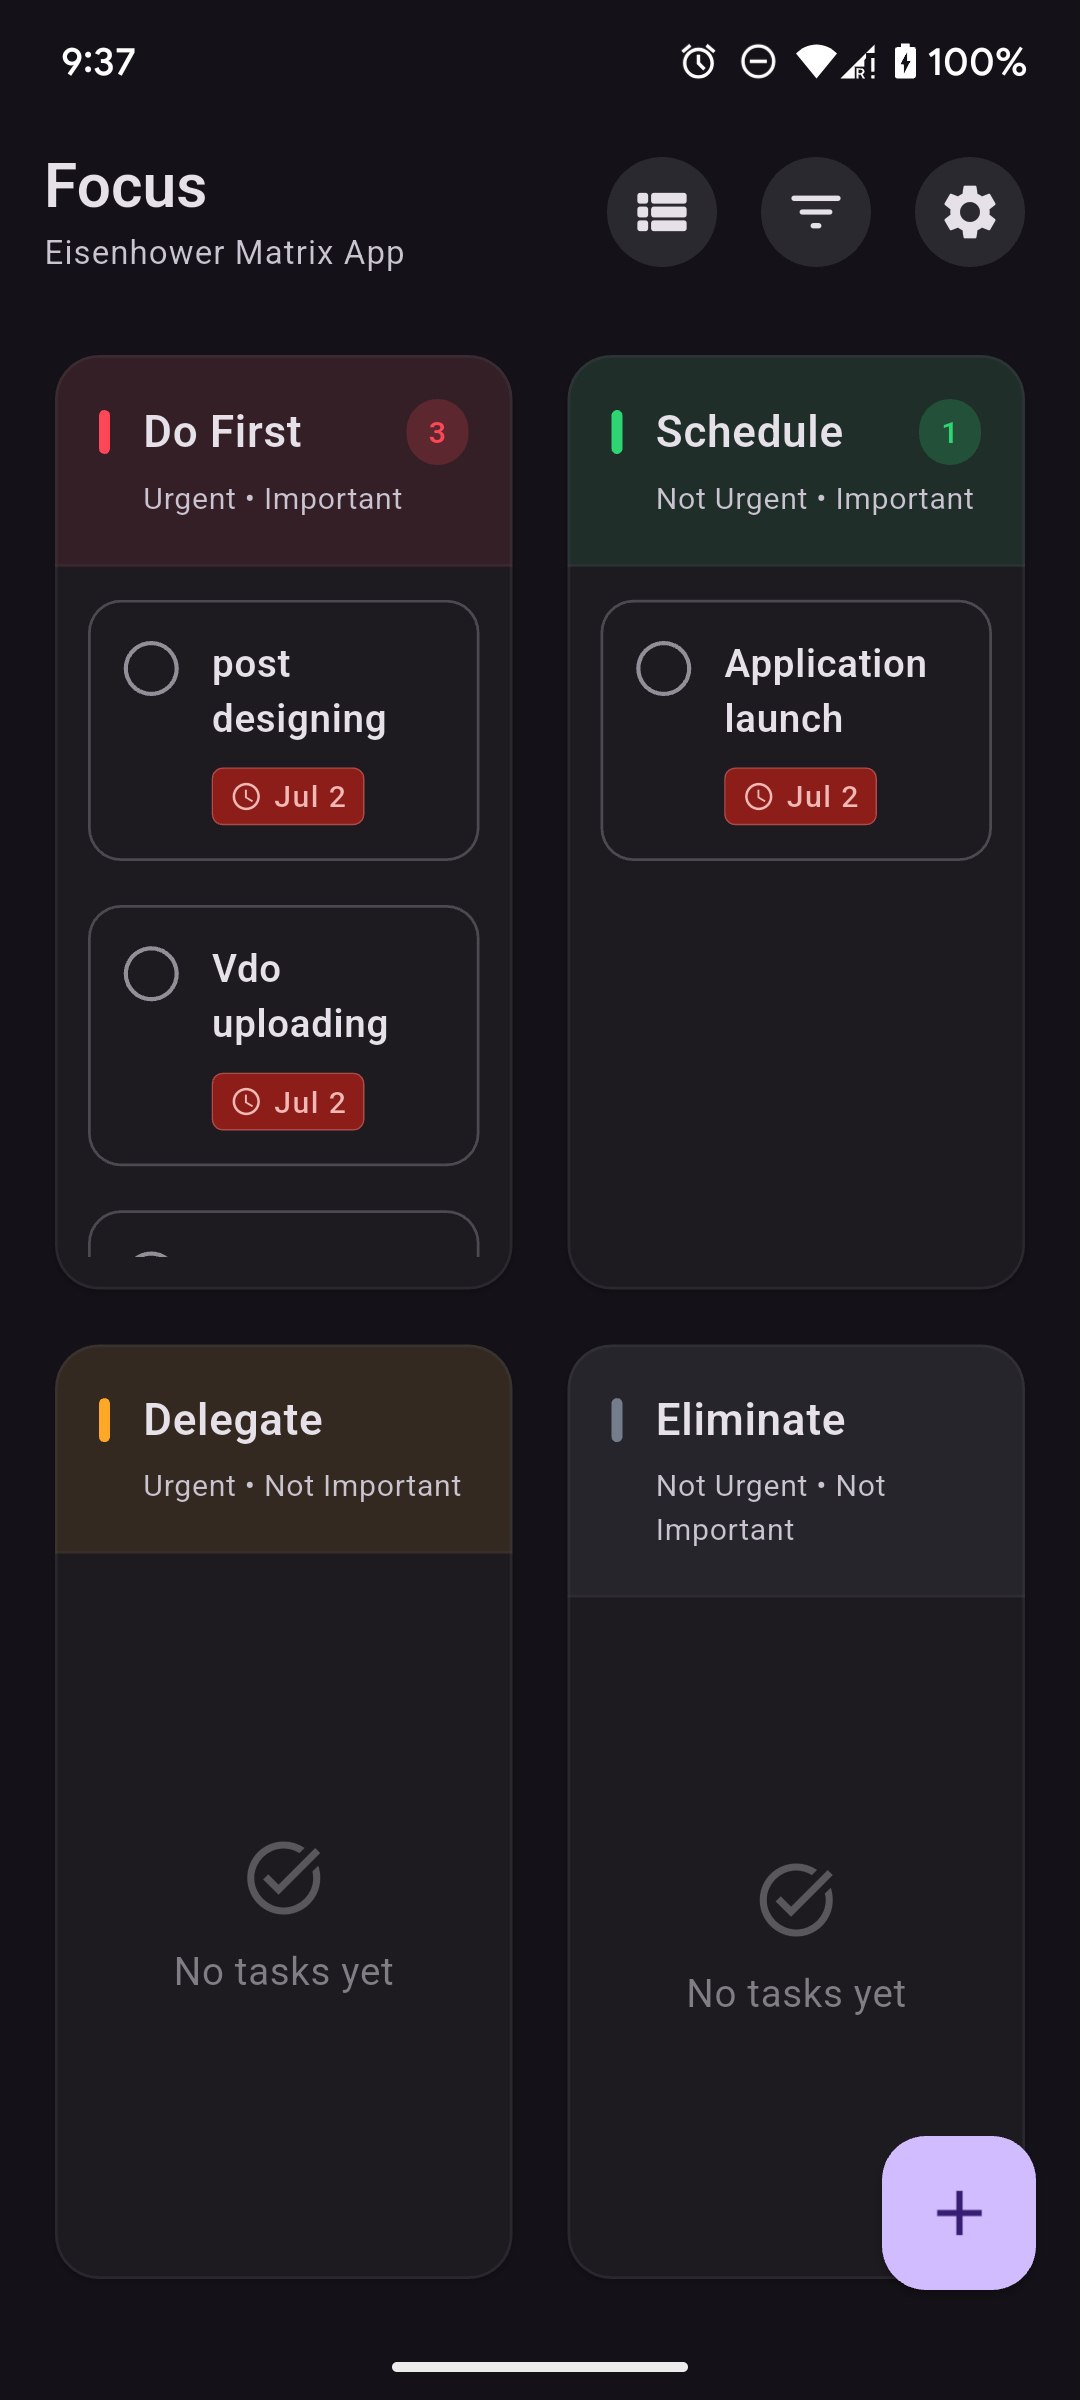 9:37
100%
Focus
Eisenhower Matrix App
Do First
3
Urgent • Important
post
designing
Jul 2
Vdo
uploading
Jul 2
Schedule
1
Not Urgent • Important
Application
launch
Jul 2
Delegate
Urgent • Not Important
No tasks yet
Eliminate
Not Urgent • Not
Important
No tasks yet